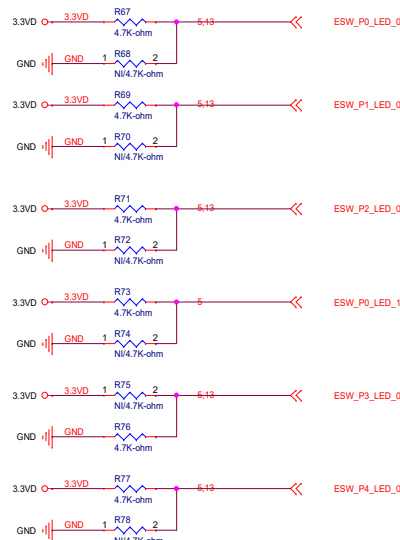 R67
3.3VD 3.3VD 5,13 ESW_P0_LED_0
4.7K-ohm
R68
GND GND 1 2
NI/4.7K-ohm
R69
3.3VD 3.3VD 5,13 ESW_P1_LED_0
4.7K-ohm
R70
GND GND 1 2
NI/4.7K-ohm
R71
3.3VD 3.3VD 5,13 ESW_P2_LED_0
4.7K-ohm
R72
GND GND 1 2
NI/4.7K-ohm
R73
3.3VD 3.3VD 5 ESW_P0_LED_1
4.7K-ohm
R74
GND GND 1 2
NI/4.7K-ohm
R75
3.3VD 3.3VD 1 2 5,13 ESW_P3_LED_0
NI/4.7K-ohm
R76
GND GND
4.7K-ohm
R77
3.3VD 3.3VD 5,13 ESW_P4_LED_0
4.7K-ohm
R78
GND GND 1 2
NI/4.7K-ohm